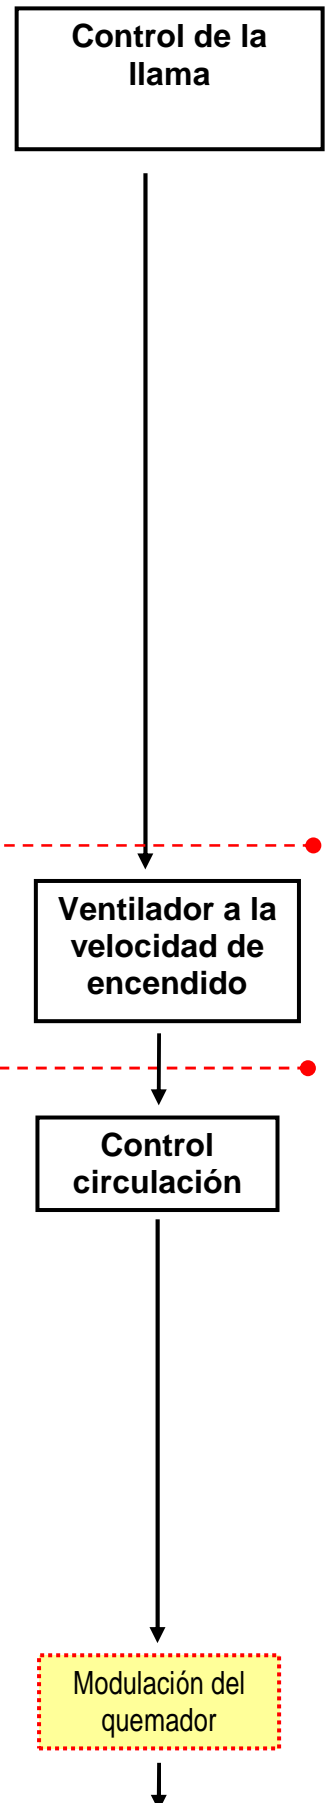 Control de la
llama
Ventilador a la
velocidad de
encendido
Control
circulación
Modulación del
quemador